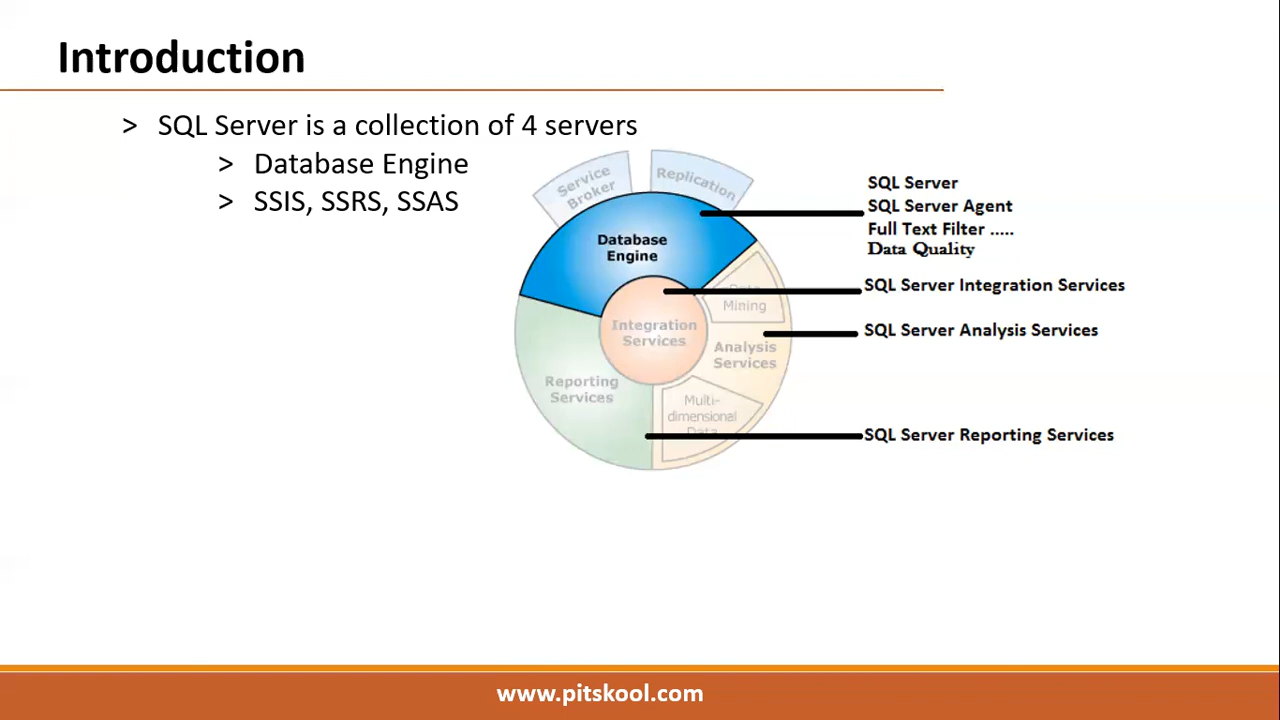 Introduction
> SQL Server is a collection of 4 servers
> Database Engine
> SSIS, SSRS, SSAS
Service
Broker
Replication
Database
Engine
Data
Mining
Integration
Services
Analysis
Services
Reporting
Services
Multi-
dimensional
Data
SQL Server
SQL Server Agent
Full Text Filter .....
Data Quality
SQL Server Integration Services
SQL Server Analysis Services
SQL Server Reporting Services
www.pitskool.com